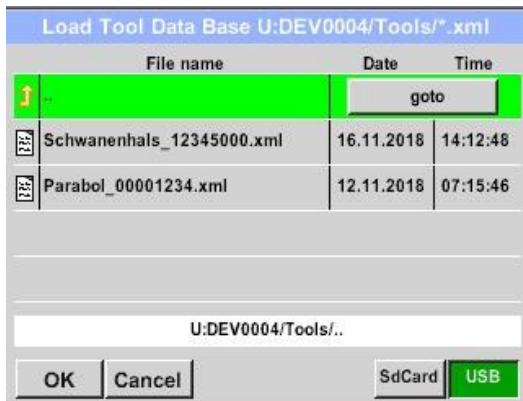 Load Tool Data Base U:DEV0004/Tools/*.xml
File name Date Time
.. goto
Schwanenhals_12345000.xml 16.11.2018 14:12:48
Parabol_00001234.xml 12.11.2018 07:15:46
U:DEV0004/Tools/..
OK Cancel SdCard USB